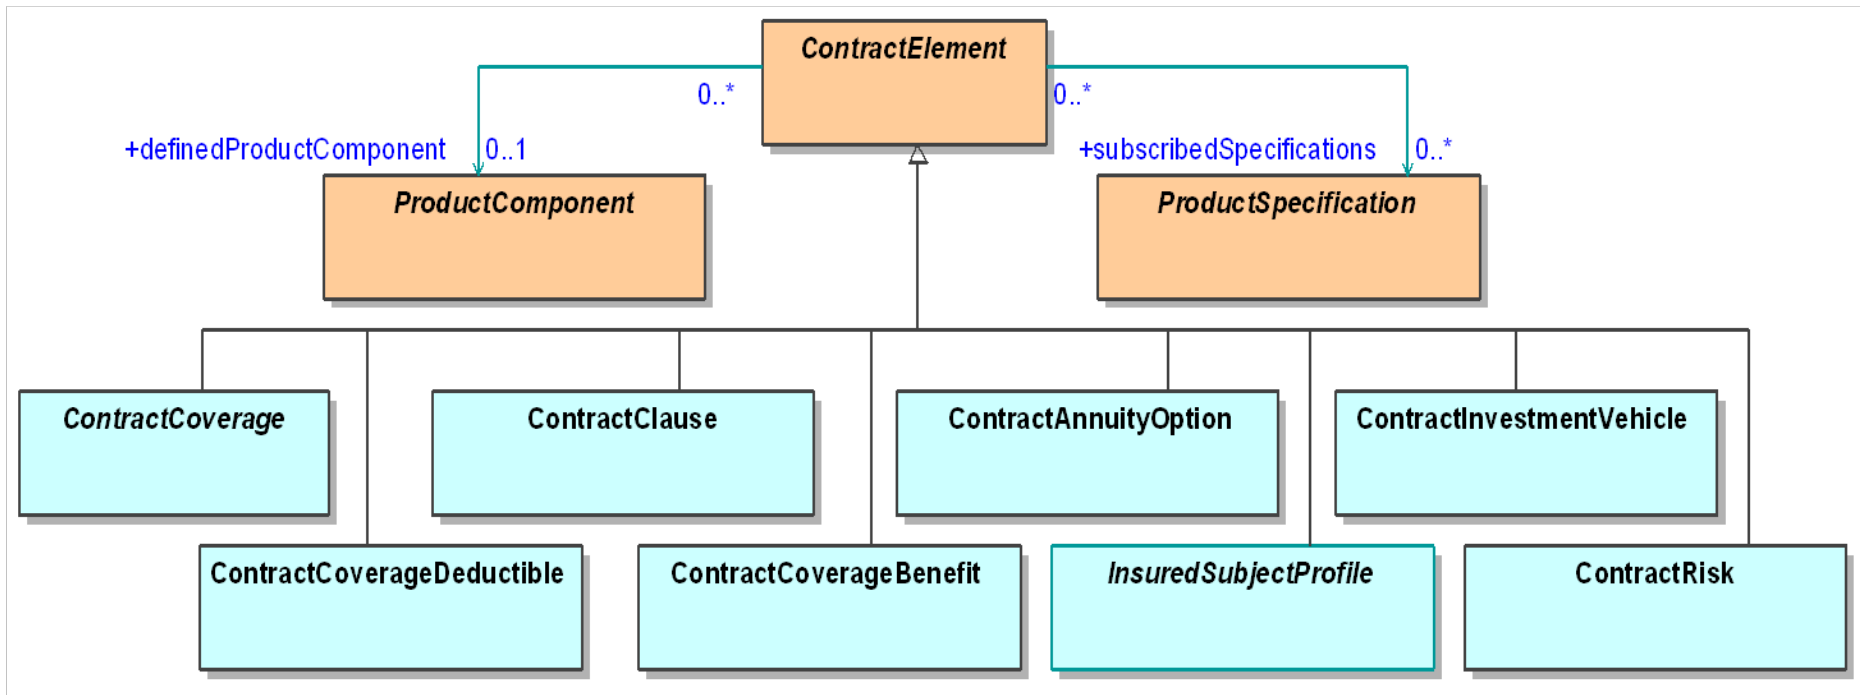 ContractElement
0..*
0..*
+definedProductComponent
0..1
+subscribedSpecifications
0..*
ProductComponent
ProductSpecification
ContractCoverage
ContractClause
ContractAnnuityOption
ContractInvestmentVehicle
ContractCoverageDeductible
ContractCoverageBenefit
InsuredSubjectProfile
ContractRisk